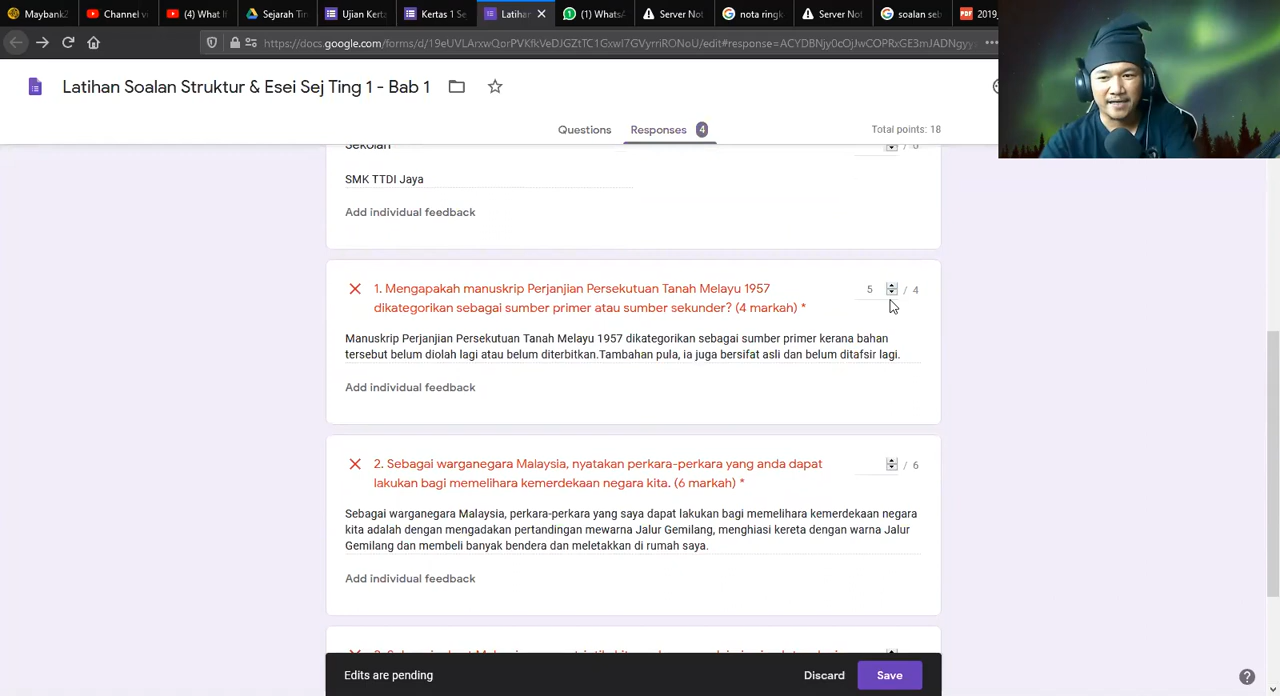 Maybank2
Channel vi
(4) What If
Sejarah Tin
Ujian Kerta
Kertas 1 Se
Latihan
(1) WhatsA
Server Not
nota ringk
Server Not
soalan seb
2019_
https://docs.google.com/forms/d/19eUVLArxwQorPVKfkVeDJGZtTC1GxwI7GVyrriRONoU/edit#response=ACYDBNjy0cOjJwCOPRxGE3mJADNgyy
Latihan Soalan Struktur & Esei Sej Ting 1 - Bab 1
Questions
Responses 4
Total points: 18
Sekolah
SMK TTDI Jaya
Add individual feedback
1. Mengapakah manuskrip Perjanjian Persekutuan Tanah Melayu 1957
dikategorikan sebagai sumber primer atau sumber sekunder? (4 markah) *
5 / 4
Manuskrip Perjanjian Persekutuan Tanah Melayu 1957 dikategorikan sebagai sumber primer kerana bahan
tersebut belum diolah lagi atau belum diterbitkan.Tambahan pula, ia juga bersifat asli dan belum ditafsir lagi.
Add individual feedback
2. Sebagai warganegara Malaysia, nyatakan perkara-perkara yang anda dapat
lakukan bagi memelihara kemerdekaan negara kita. (6 markah) *
/ 6
Sebagai warganegara Malaysia, perkara-perkara yang saya dapat lakukan bagi memelihara kemerdekaan negara
kita adalah dengan mengadakan pertandingan mewarna Jalur Gemilang, menghiasi kereta dengan warna Jalur
Gemilang dan membeli banyak bendera dan meletakkan di rumah saya.
Add individual feedback
Edits are pending
Discard
Save